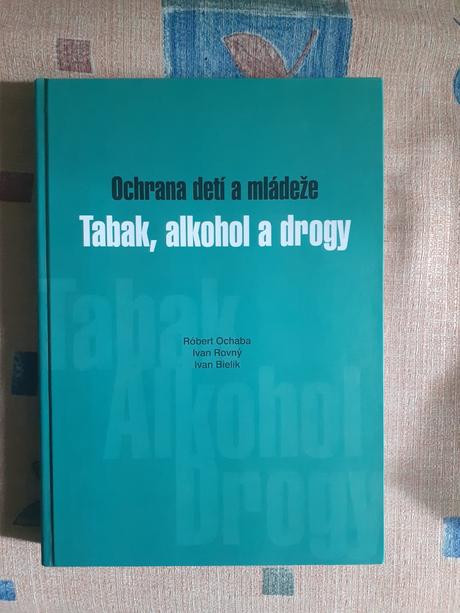 Ochrana detí a mládeže
Tabak, alkohol a drogy
Róbert Ochaba
Ivan Rovný
Ivan Bielik
Tabak
Alkohol
Drogy